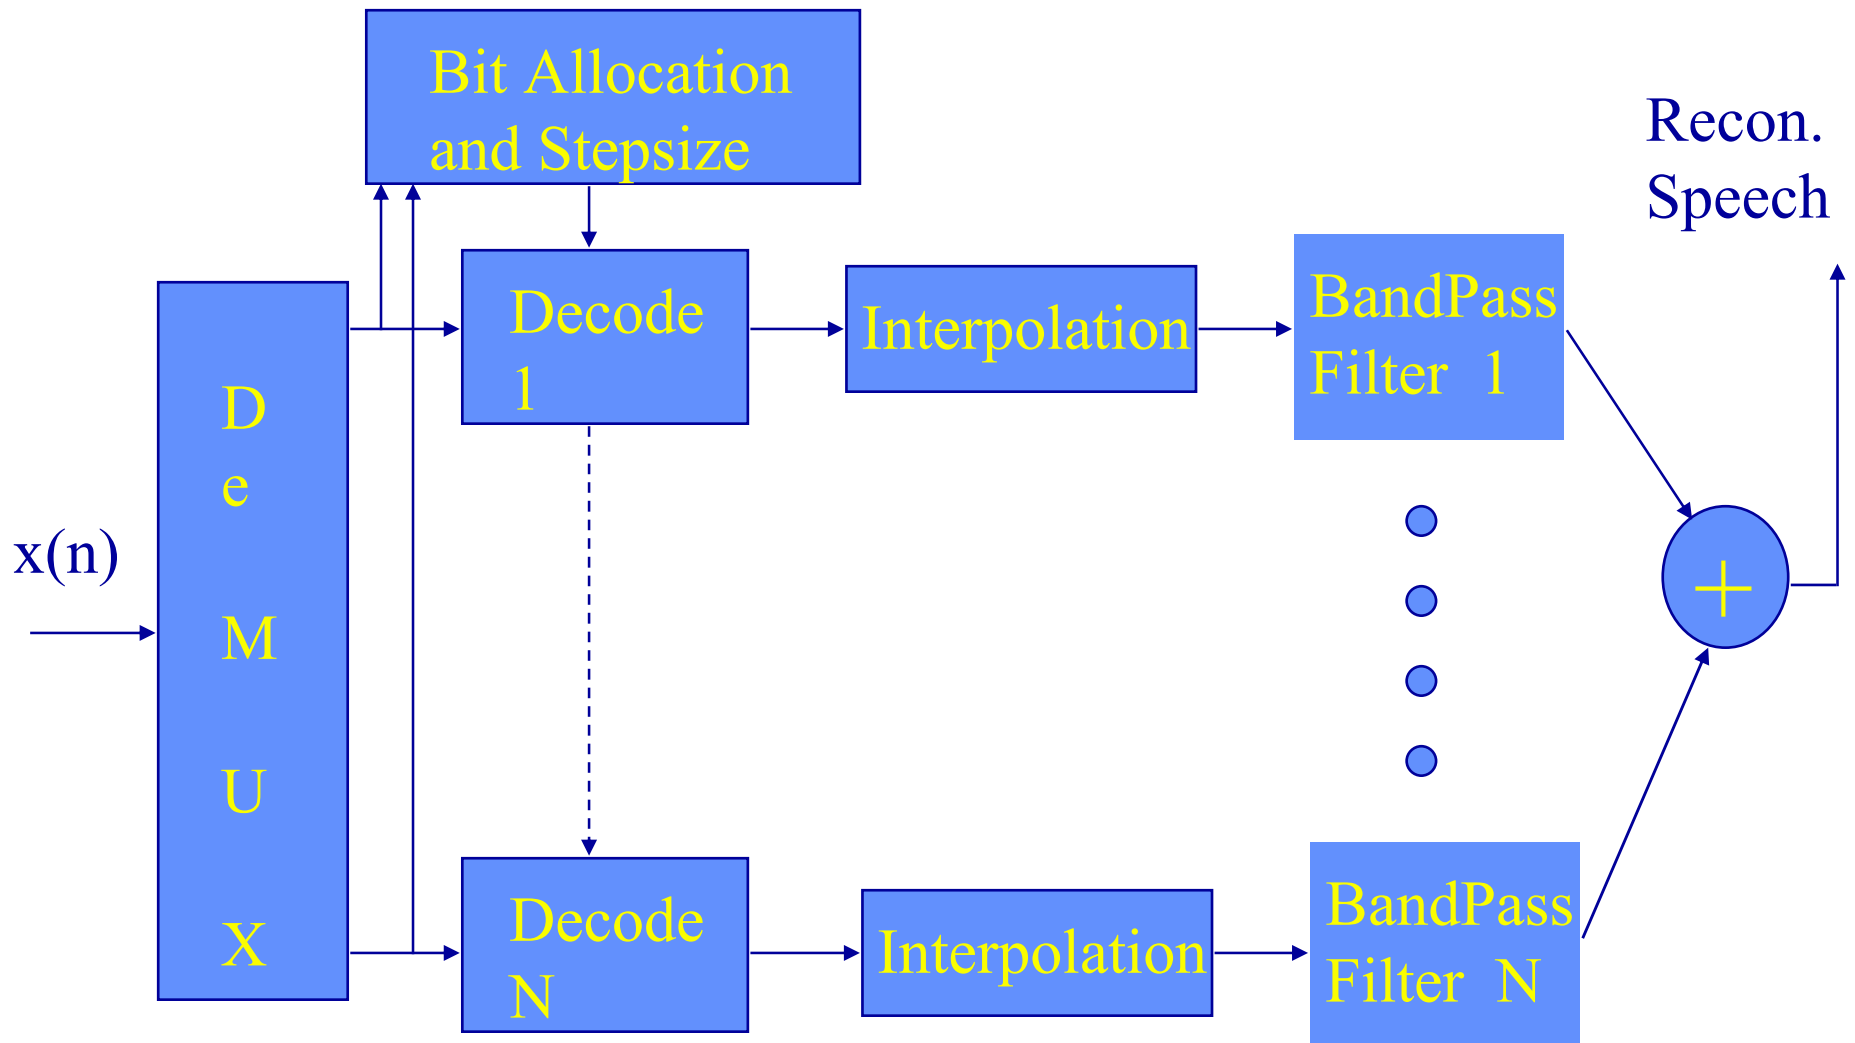 Bit Allocation
and Stepsize
Recon.
Speech
Decode
1
Interpolation
BandPass
Filter 1
D
e
M
U
X
x(n)
+
Decode
N
Interpolation
BandPass
Filter N